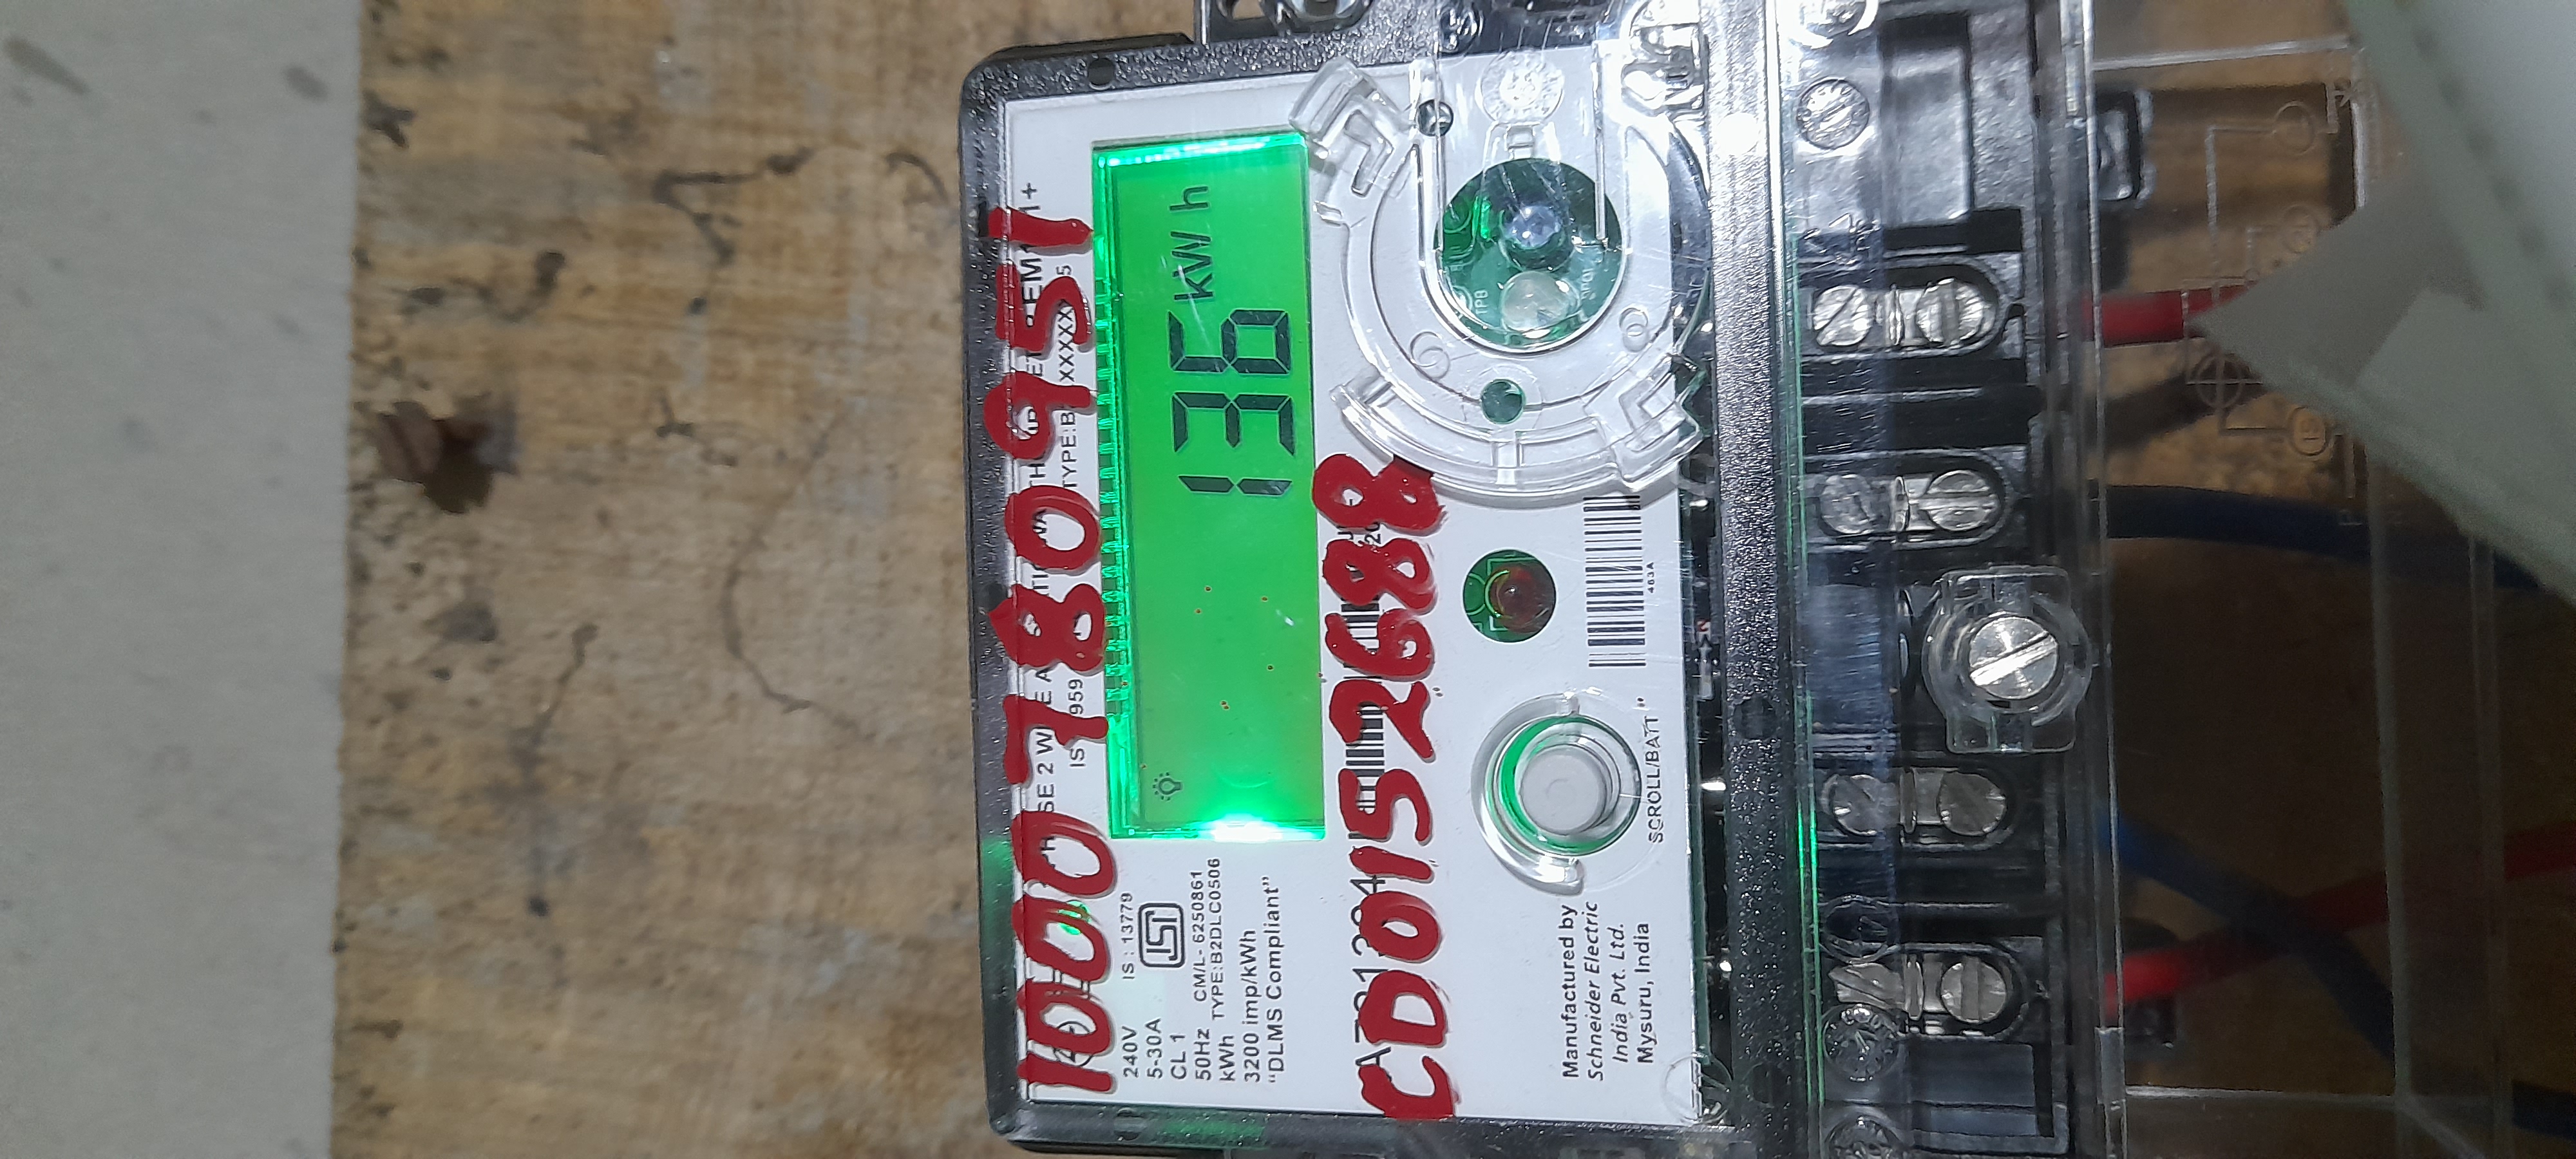 1000780951
IS : 13779
240V
5-30A
CL 1
50Hz
kWh
CM/L- 6250861
TYPE:B2DLC0506
3200 imp/kWh
"DLMS Compliant"
136 kWh
CD0152688
463A
SCROLL/BATT
Manufactured by
Schneider Electric
India Pvt. Ltd.
Mysuru, India